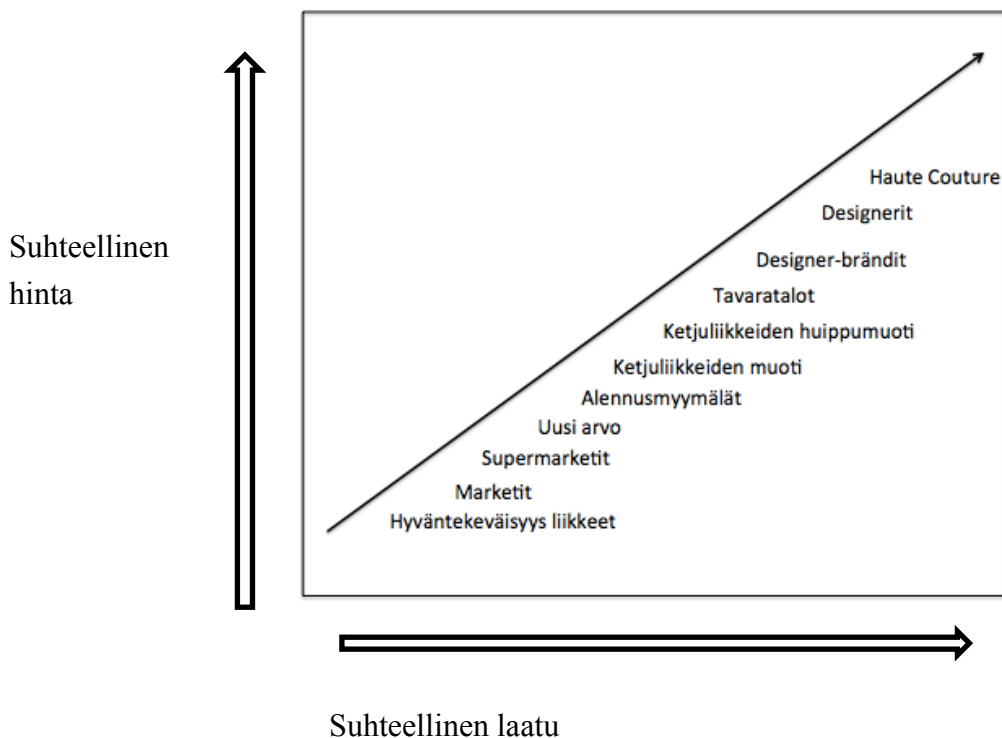 Haute Couture
Designerit
Suhteellinen
hinta
Designer-brändit
Tavaratalot
Ketjuliikkeiden huippumuoti
Ketjuliikkeiden muoti
Alennusmyymälät
Uusi arvo
Supermarketit
Marketit
Hyväntekeväisyys liikkeet
Suhteellinen laatu